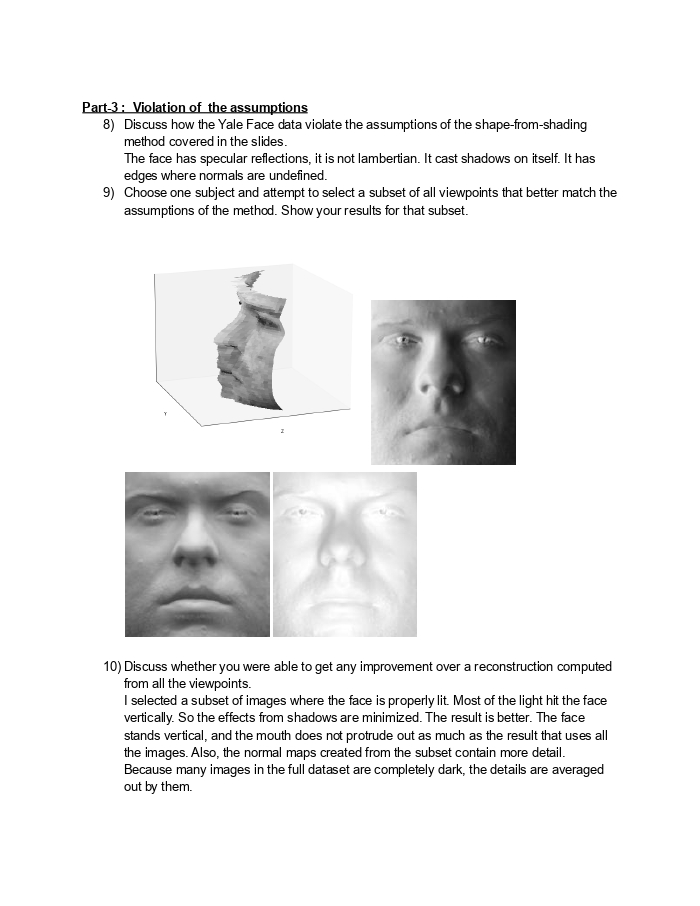 Part-3 : Violation of the assumptions
8) Discuss how the Yale Face data violate the assumptions of the shape-from-shading
method covered in the slides.
The face has specular reflections, it is not lambertian. It cast shadows on itself. It has
edges where normals are undefined.
9) Choose one subject and attempt to select a subset of all viewpoints that better match the
assumptions of the method. Show your results for that subset.
Y
Z
10) Discuss whether you were able to get any improvement over a reconstruction computed
from all the viewpoints.
I selected a subset of images where the face is properly lit. Most of the light hit the face
vertically. So the effects from shadows are minimized. The result is better. The face
stands vertical, and the mouth does not protrude out as much as the result that uses all
the images. Also, the normal maps created from the subset contain more detail.
Because many images in the full dataset are completely dark, the details are averaged
out by them.